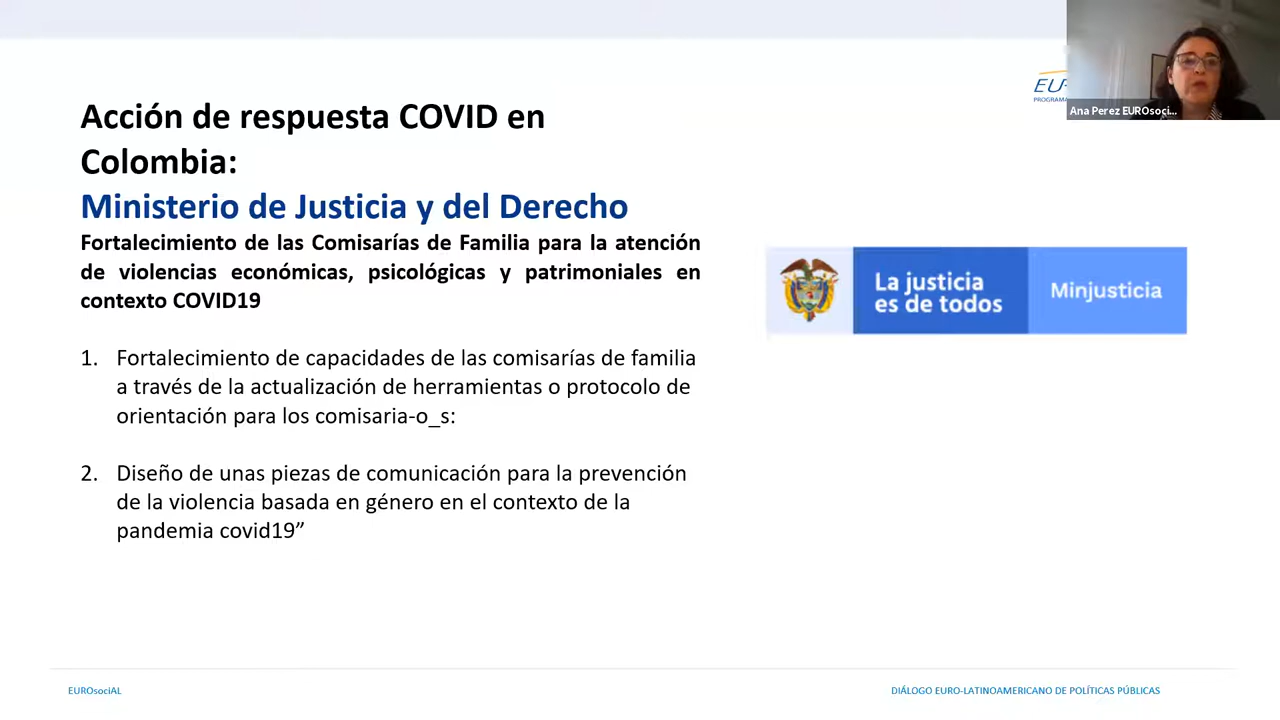 Acción de respuesta COVID en
Colombia:
Ministerio de Justicia y del Derecho
Fortalecimiento de las Comisarías de Familia para la atención
de violencias económicas, psicológicas y patrimoniales en
contexto COVID19
1. Fortalecimiento de capacidades de las comisarías de familia
a través de la actualización de herramientas o protocolo de
orientación para los comisaria-o_s:
2. Diseño de unas piezas de comunicación para la prevención
de la violencia basada en género en el contexto de la
pandemia covid19”
La justicia
es de todos
Minjusticia
Ana Perez EUROsoci...
EUROsociAL
DIÁLOGO EURO-LATINOAMERICANO DE POLÍTICAS PÚBLICAS